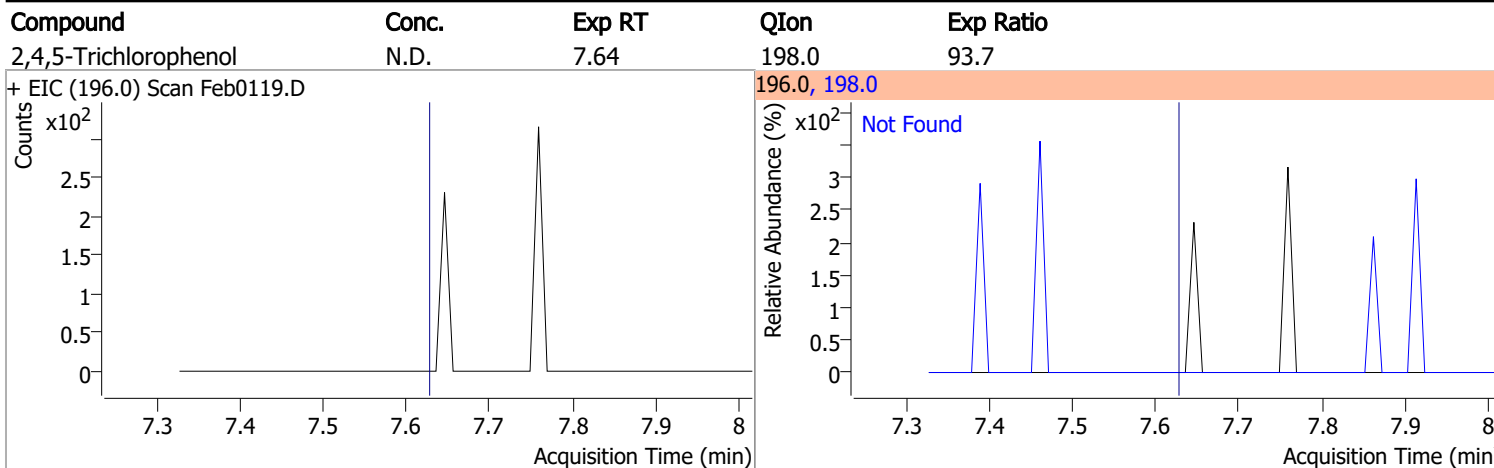 Compound Conc. Exp RT QIon Exp Ratio
2,4,5-Trichlorophenol N.D. 7.64 198.0 93.7
+ EIC (196.0) Scan Feb0119.D
Counts
x10²
2.5
2
1.5
1
0.5
0
7.3 7.4 7.5 7.6 7.7 7.8 7.9 8
Acquisition Time (min)
196.0, 198.0
Relative Abundance (%)
x10²
Not Found
3
2.5
2
1.5
1
0.5
0
7.3 7.4 7.5 7.6 7.7 7.8 7.9 8
Acquisition Time (min